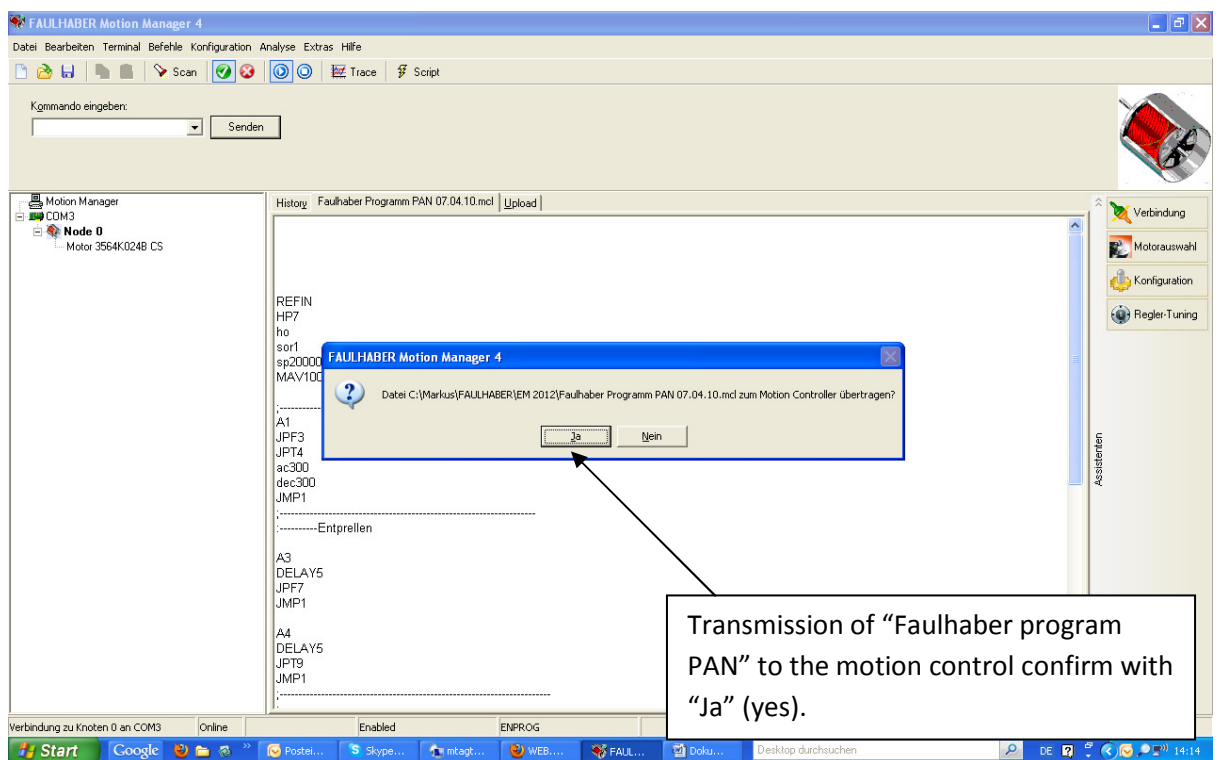 FAULHABER Motion Manager 4
Datei Bearbeiten Terminal Befehle Konfiguration Analyse Extras Hilfe
Scan Trace Script
Kommando eingeben:
Senden
Motion Manager
COM3
Node 0
Motor 3564K024B CS
History Faulhaber Programm PAN 07.04.10.mcl Upload
REFIN
HP7
ho
sor1
sp20000
MAV100
;----------
A1
JPF3
JPT4
ac300
dec300
JMP1
;----------------------------------------------------------------
;----------Entprellen
A3
DELAY5
JPF7
JMP1
A4
DELAY5
JPT9
JMP1
;--------------------------------------------------------------------
FAULHABER Motion Manager 4
Datei C:\Markus\FAULHABER\EM 2012\Faulhaber Programm PAN 07.04.10.mcl zum Motion Controller übertragen?
Ja Nein
Verbindung
Motorauswahl
Konfiguration
Regler-Tuning
Assistenten
Transmission of “Faulhaber program
PAN” to the motion control confirm with
“Ja” (yes).
Verbindung zu Knoten 0 an COM3 Online Enabled ENPROG
Start Google Postei... Skype... mtagt... WEB.... FAUL... Doku... Desktop durchsuchen DE 14:14